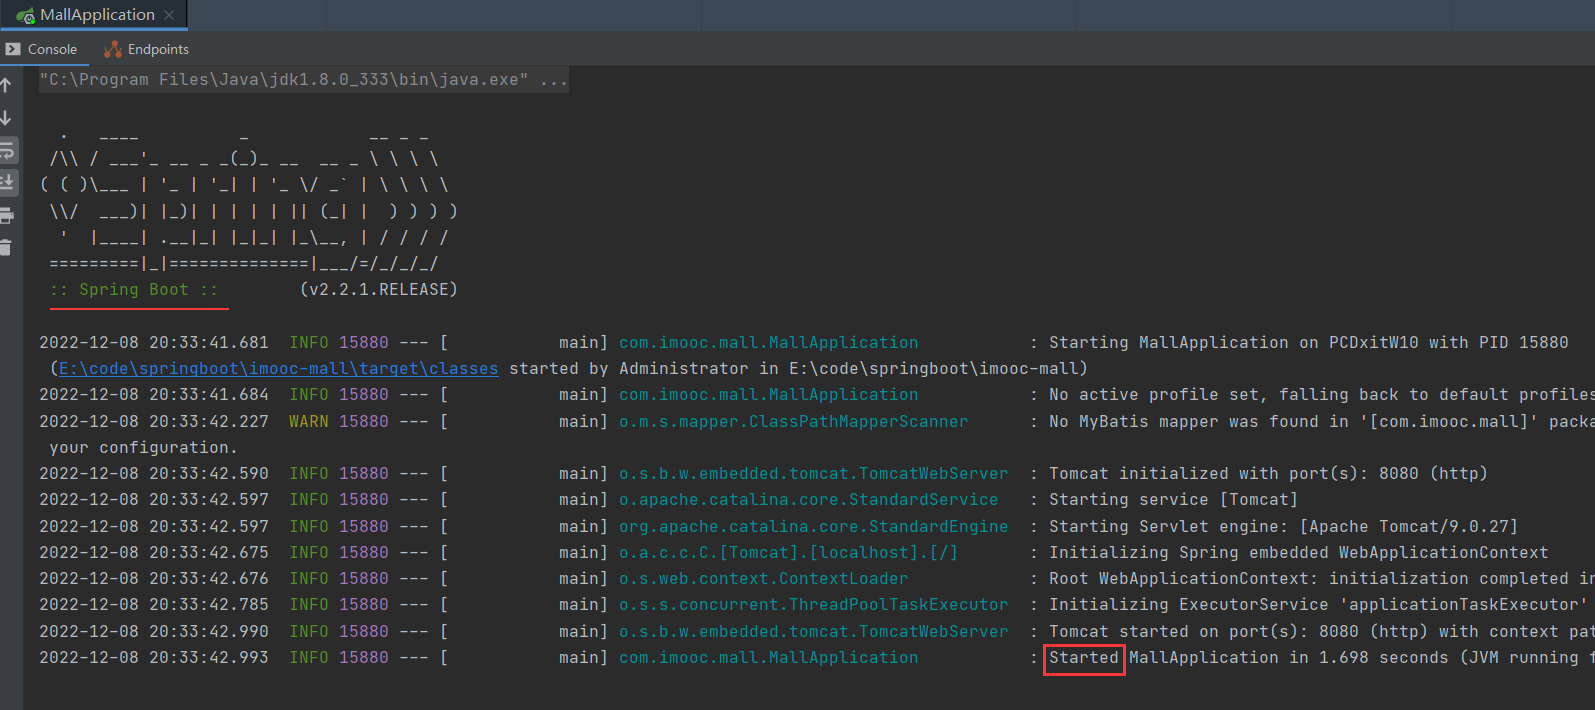 MallApplication
Console Endpoints
"C:\Program Files\Java\jdk1.8.0_333\bin\java.exe" ...
  .   ____          _            __ _ _
 /\\ / ___'_ __ _ _(_)_ __  __ _ \ \ \ \
( ( )\___ | '_ | '_| | '_ \/ _` | \ \ \ \
 \\/  ___)| |_)| | | | | || (_| |  ) ) ) )
  '  |____| .__|_| |_|_| |_\__, | / / / /
 =========|_|==============|___/=/_/_/_/
 :: Spring Boot ::        (v2.2.1.RELEASE)
2022-12-08 20:33:41.681  INFO 15880 --- [           main] com.imooc.mall.MallApplication           : Starting MallApplication on PCDxitW10 with PID 15880
(E:\code\springboot\imooc-mall\target\classes started by Administrator in E:\code\springboot\imooc-mall)
2022-12-08 20:33:41.684  INFO 15880 --- [           main] com.imooc.mall.MallApplication           : No active profile set, falling back to default profiles
2022-12-08 20:33:42.227  WARN 15880 --- [           main] o.m.s.mapper.ClassPathMapperScanner      : No MyBatis mapper was found in '[com.imooc.mall]' packa
your configuration.
2022-12-08 20:33:42.590  INFO 15880 --- [           main] o.s.b.w.embedded.tomcat.TomcatWebServer  : Tomcat initialized with port(s): 8080 (http)
2022-12-08 20:33:42.597  INFO 15880 --- [           main] o.apache.catalina.core.StandardService   : Starting service [Tomcat]
2022-12-08 20:33:42.597  INFO 15880 --- [           main] org.apache.catalina.core.StandardEngine  : Starting Servlet engine: [Apache Tomcat/9.0.27]
2022-12-08 20:33:42.675  INFO 15880 --- [           main] o.a.c.c.C.[Tomcat].[localhost].[/]       : Initializing Spring embedded WebApplicationContext
2022-12-08 20:33:42.676  INFO 15880 --- [           main] o.s.web.context.ContextLoader            : Root WebApplicationContext: initialization completed in
2022-12-08 20:33:42.785  INFO 15880 --- [           main] o.s.s.concurrent.ThreadPoolTaskExecutor  : Initializing ExecutorService 'applicationTaskExecutor'
2022-12-08 20:33:42.990  INFO 15880 --- [           main] o.s.b.w.embedded.tomcat.TomcatWebServer  : Tomcat started on port(s): 8080 (http) with context pat
2022-12-08 20:33:42.993  INFO 15880 --- [           main] com.imooc.mall.MallApplication           : Started MallApplication in 1.698 seconds (JVM running f